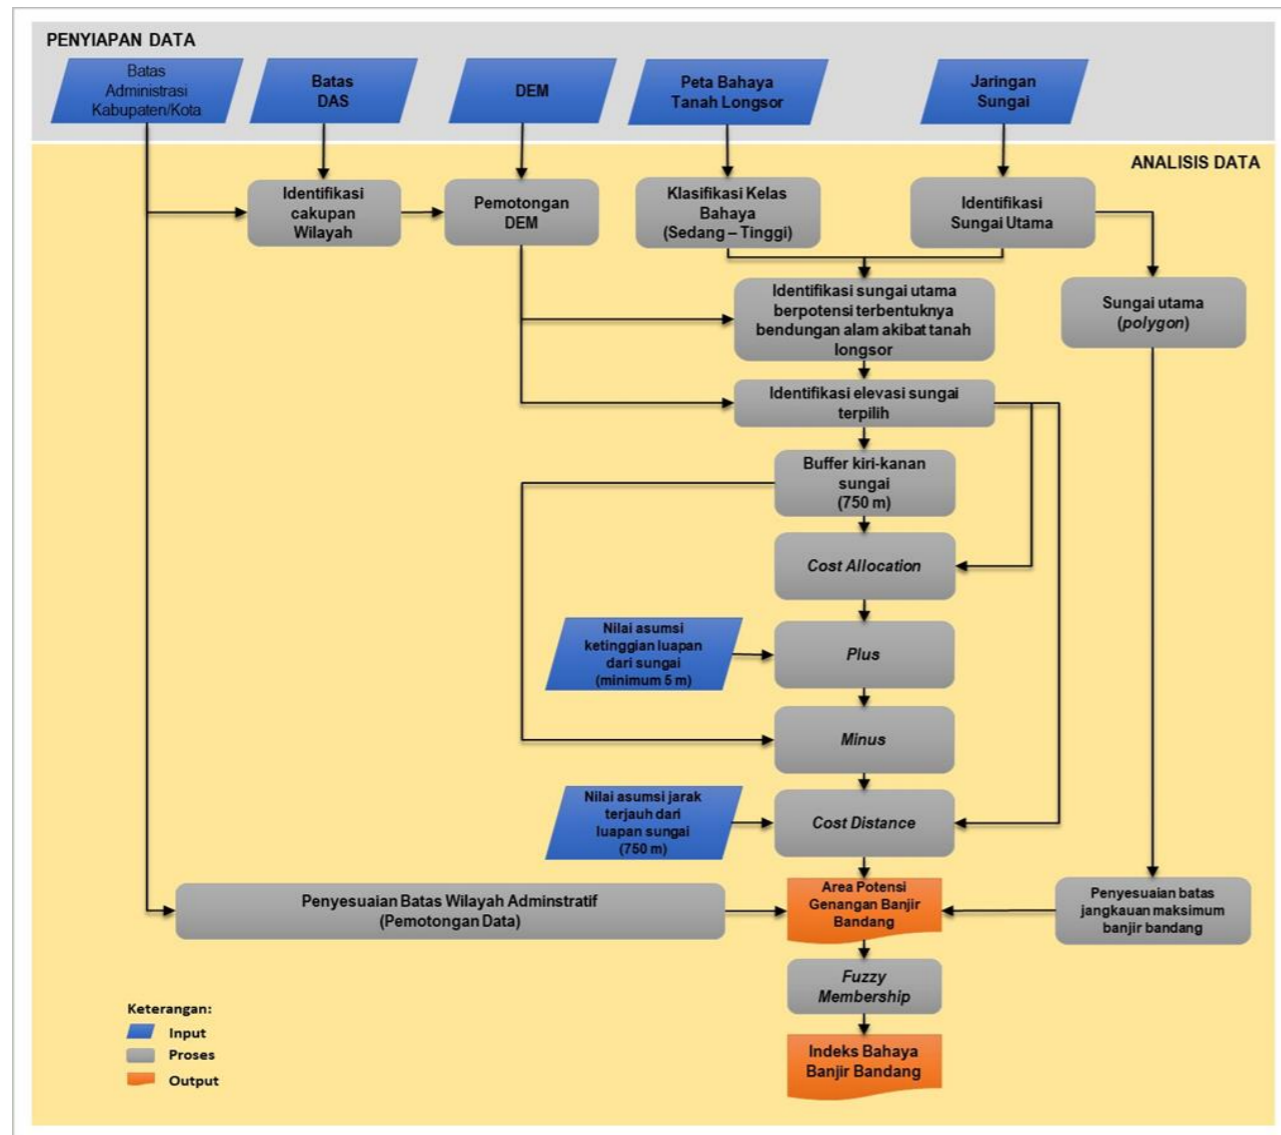 PENYIAPAN DATA
Batas
Administrasi
Kabupaten/Kota
Batas
DAS
DEM
Peta Bahaya
Tanah Longsor
Jaringan
Sungai
ANALISIS DATA
Identifikasi
cakupan
Wilayah
Pemotongan
DEM
Klasifikasi Kelas
Bahaya
(Sedang – Tinggi)
Identifikasi
Sungai Utama
Identifikasi sungai utama
berpotensi terbentuknya
bendungan alam akibat tanah
longsor
Sungai utama
(polygon)
Identifikasi elevasi sungai
terpilih
Buffer kiri-kanan
sungai
(750 m)
Cost Allocation
Nilai asumsi
ketinggian luapan
dari sungai
(minimum 5 m)
Plus
Minus
Nilai asumsi jarak
terjauh dari
luapan sungai
(750 m)
Cost Distance
Penyesuaian Batas Wilayah Adminstratif
(Pemotongan Data)
Area Potensi
Genangan Banjir
Bandang
Penyesuaian batas
jangkauan maksimum
banjir bandang
Fuzzy
Membership
Indeks Bahaya
Banjir Bandang
Keterangan:
Input
Proses
Output